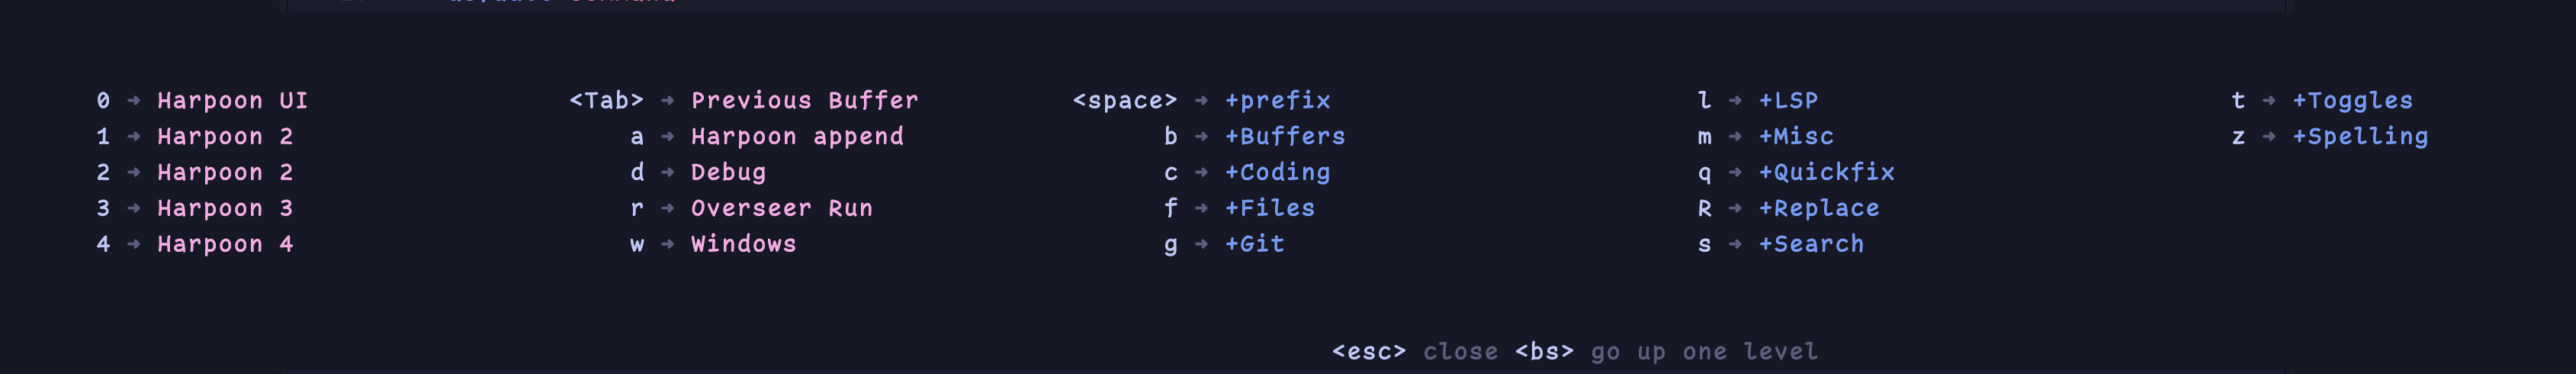 0 → Harpoon UI <Tab> → Previous Buffer <space> → +prefix l → +LSP t → +Toggles
1 → Harpoon 2 a → Harpoon append b → +Buffers m → +Misc z → +Spelling
2 → Harpoon 2 d → Debug c → +Coding q → +Quickfix
3 → Harpoon 3 r → Overseer Run f → +Files R → +Replace
4 → Harpoon 4 w → Windows g → +Git s → +Search
<esc> close <bs> go up one level